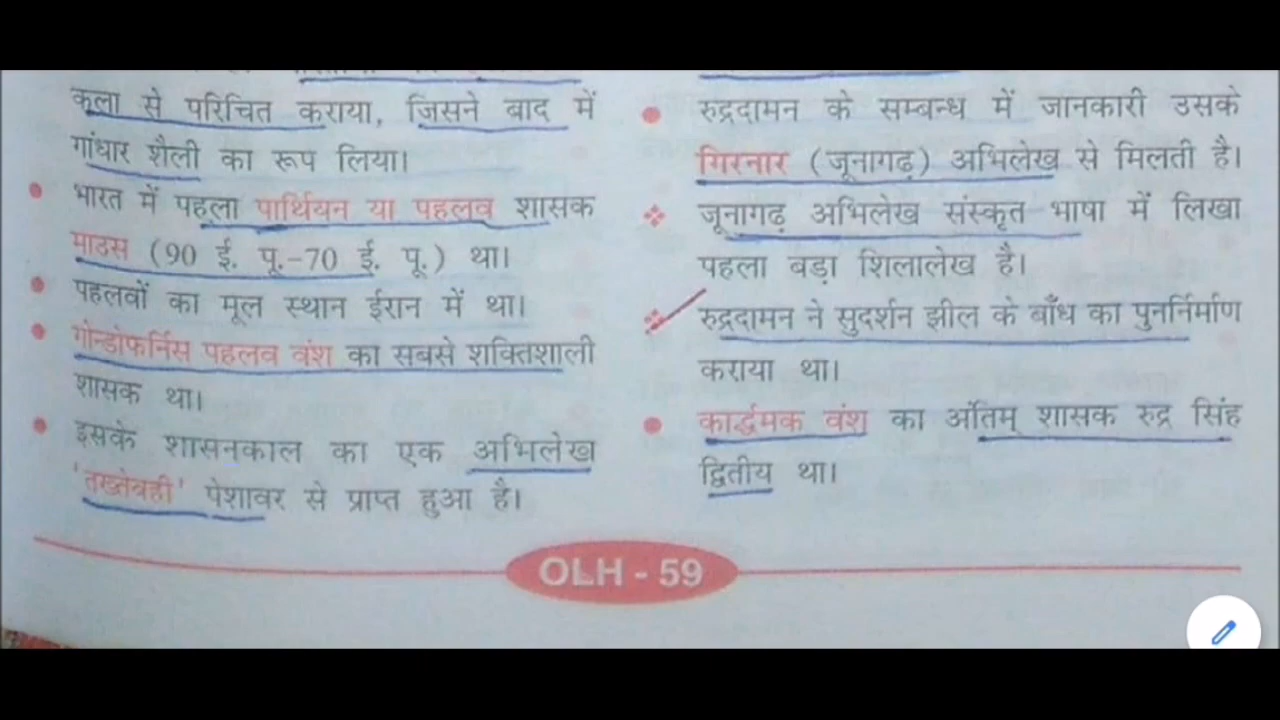 कला से परिचित कराया, जिसने बाद में
गांधार शैली का रूप लिया।
भारत में पहला पार्थियन या पहलव शासक
माउस (90 ई. पू.-70 ई. पू.) था।
पहलवों का मूल स्थान ईरान में था।
गोन्डोफर्निस पहलव वंश का सबसे शक्तिशाली
शासक था।
इसके शासनकाल का एक अभिलेख
'तख्तेवही' पेशावर से प्राप्त हुआ है।
रुद्रदामन के सम्बन्ध में जानकारी उसके
गिरनार (जूनागढ़) अभिलेख से मिलती है।
जूनागढ़ अभिलेख संस्कृत भाषा में लिखा
पहला बड़ा शिलालेख है।
रुद्रदामन ने सुदर्शन झील के बाँध का पुनर्निर्माण
कराया था।
कार्द्धमक वंश का अंतिम् शासक रुद्र सिंह
द्वितीय था।
OLH - 59